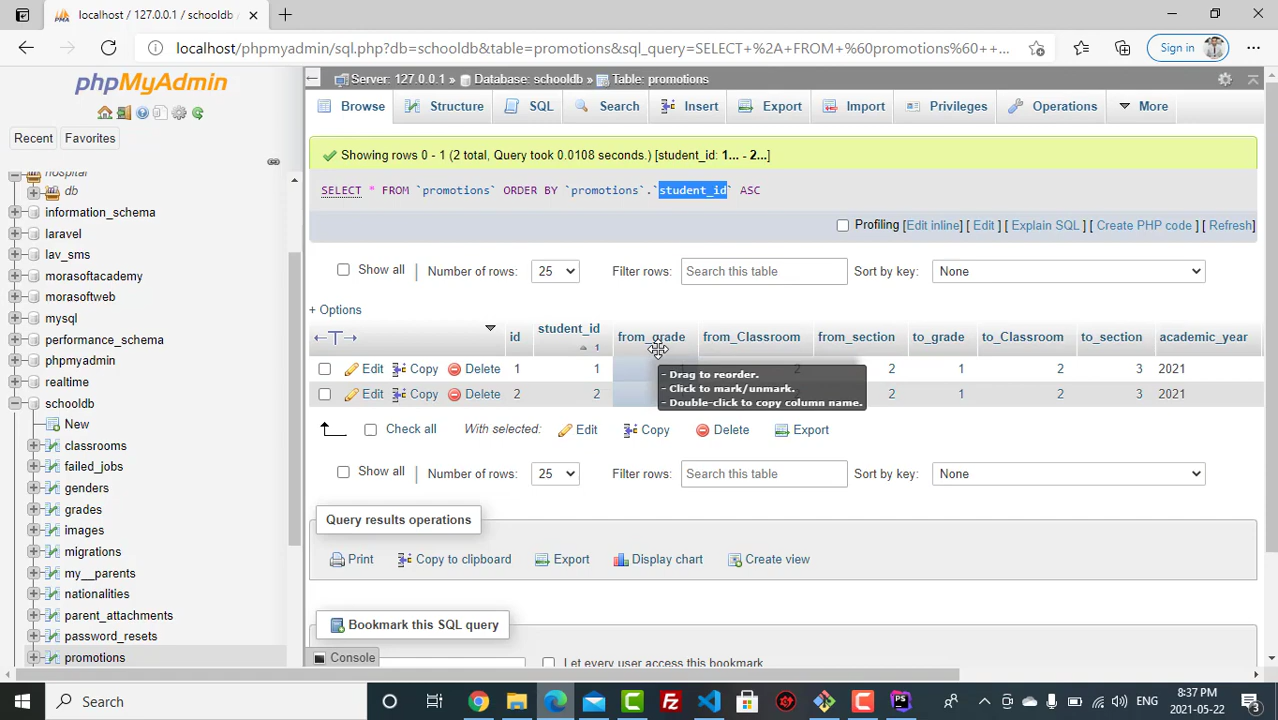 localhost / 127.0.0.1 / schooldb
localhost/phpmyadmin/sql.php?db=schooldb&table=promotions&sql_query=SELECT+%2A+FROM+%60promotions%60++...
Sign in
phpMyAdmin
Recent
Favorites
hospital
db
information_schema
laravel
lav_sms
morasoftacademy
morasoftweb
mysql
performance_schema
phpmyadmin
realtime
schooldb
New
classrooms
failed_jobs
genders
grades
images
migrations
my__parents
nationalities
parent_attachments
password_resets
promotions
Server: 127.0.0.1 » Database: schooldb » Table: promotions
Browse Structure SQL Search Insert Export Import Privileges Operations More
Showing rows 0 - 1 (2 total, Query took 0.0108 seconds.) [student_id: 1... - 2...]
SELECT * FROM `promotions` ORDER BY `promotions`.`student_id` ASC
Profiling [Edit inline] [ Edit ] [ Explain SQL ] [ Create PHP code ] [ Refresh]
Show all Number of rows: 25 Filter rows: Search this table Sort by key: None
+ Options
←T→ id student_id 1 from_grade from_Classroom from_section to_grade to_Classroom to_section academic_year
Edit Copy Delete 1 1 2 2 1 2 3 2021
Edit Copy Delete 2 2 2 1 2 3 2021
- Drag to reorder.
- Click to mark/unmark.
- Double-click to copy column name.
Check all With selected: Edit Copy Delete Export
Show all Number of rows: 25 Filter rows: Search this table Sort by key: None
Query results operations
Print Copy to clipboard Export Display chart Create view
Bookmark this SQL query
Console
Let every user access this bookmark
Search
ENG
8:37 PM
2021-05-22
3